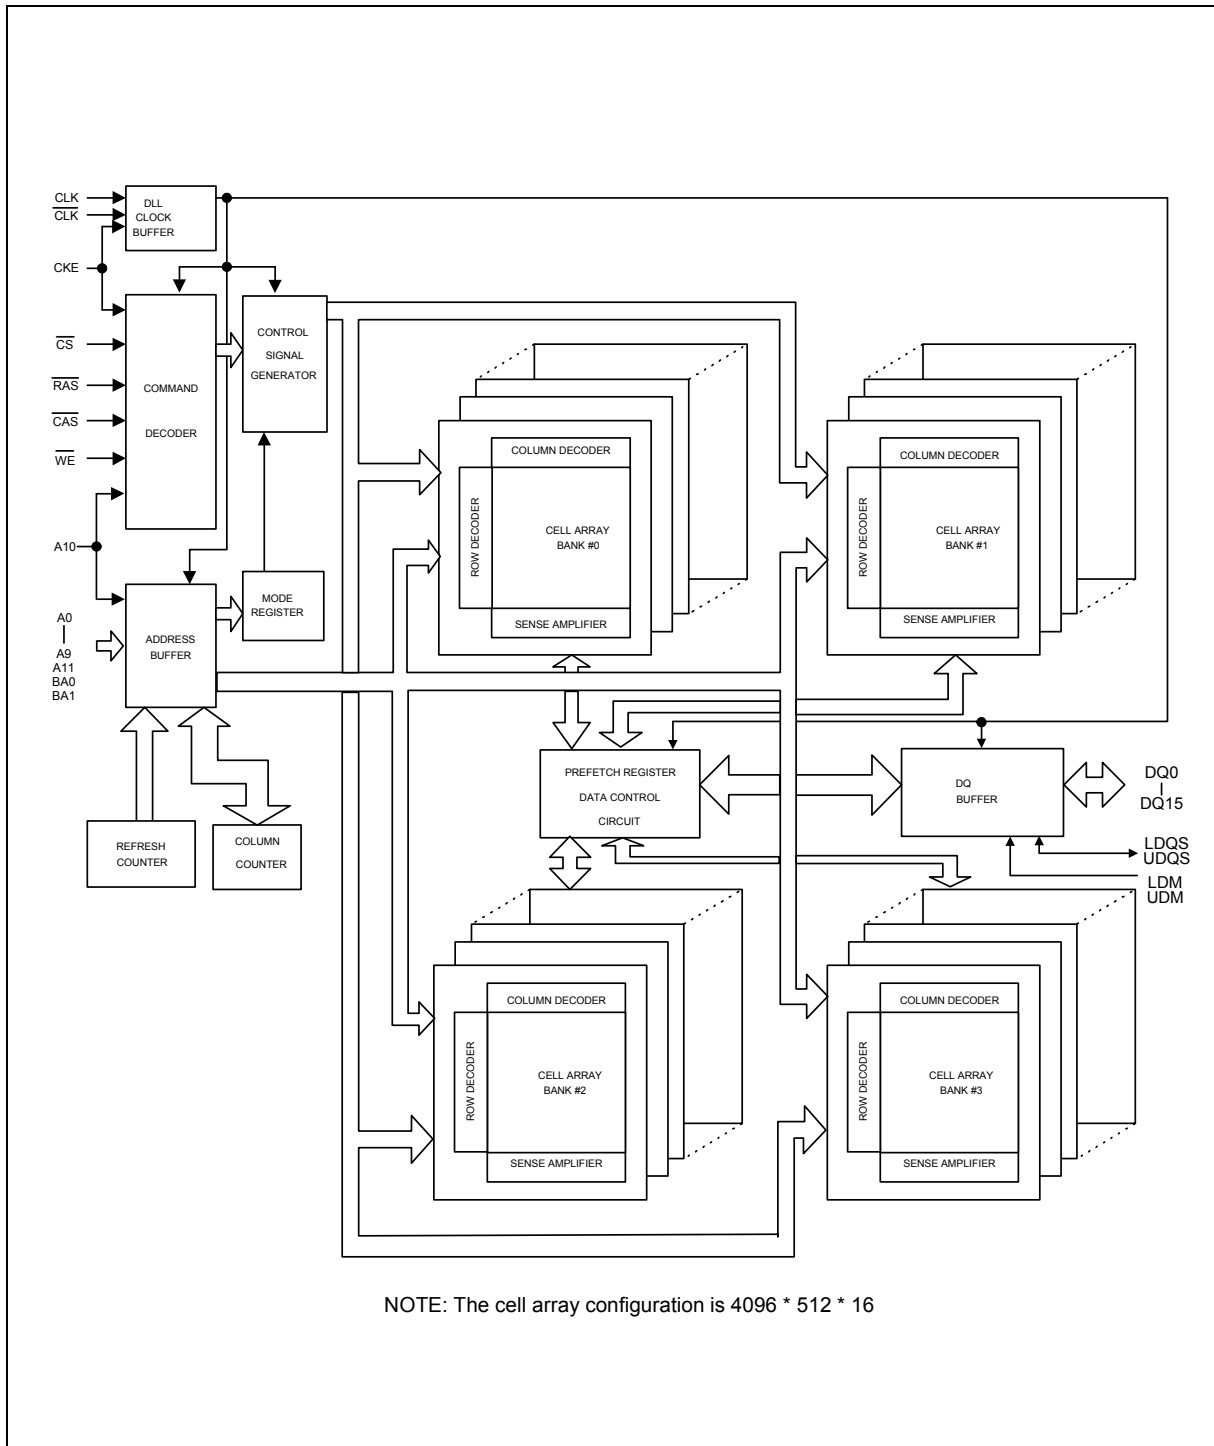 CLK
CLK
CKE
CS
RAS
CAS
WE
A10
A0
A9
A11
BA0
BA1
DLL
CLOCK
BUFFER
COMMAND
DECODER
CONTROL
SIGNAL
GENERATOR
MODE
REGISTER
ADDRESS
BUFFER
REFRESH
COUNTER
COLUMN
COUNTER
COLUMN DECODER
ROW DECODER
CELL ARRAY
BANK #0
SENSE AMPLIFIER
COLUMN DECODER
ROW DECODER
CELL ARRAY
BANK #1
SENSE AMPLIFIER
PREFETCH REGISTER
DATA CONTROL
CIRCUIT
DQ
BUFFER
DQ0
DQ15
LDQS
UDQS
LDM
UDM
COLUMN DECODER
ROW DECODER
CELL ARRAY
BANK #2
SENSE AMPLIFIER
COLUMN DECODER
ROW DECODER
CELL ARRAY
BANK #3
SENSE AMPLIFIER
NOTE: The cell array configuration is 4096 * 512 * 16